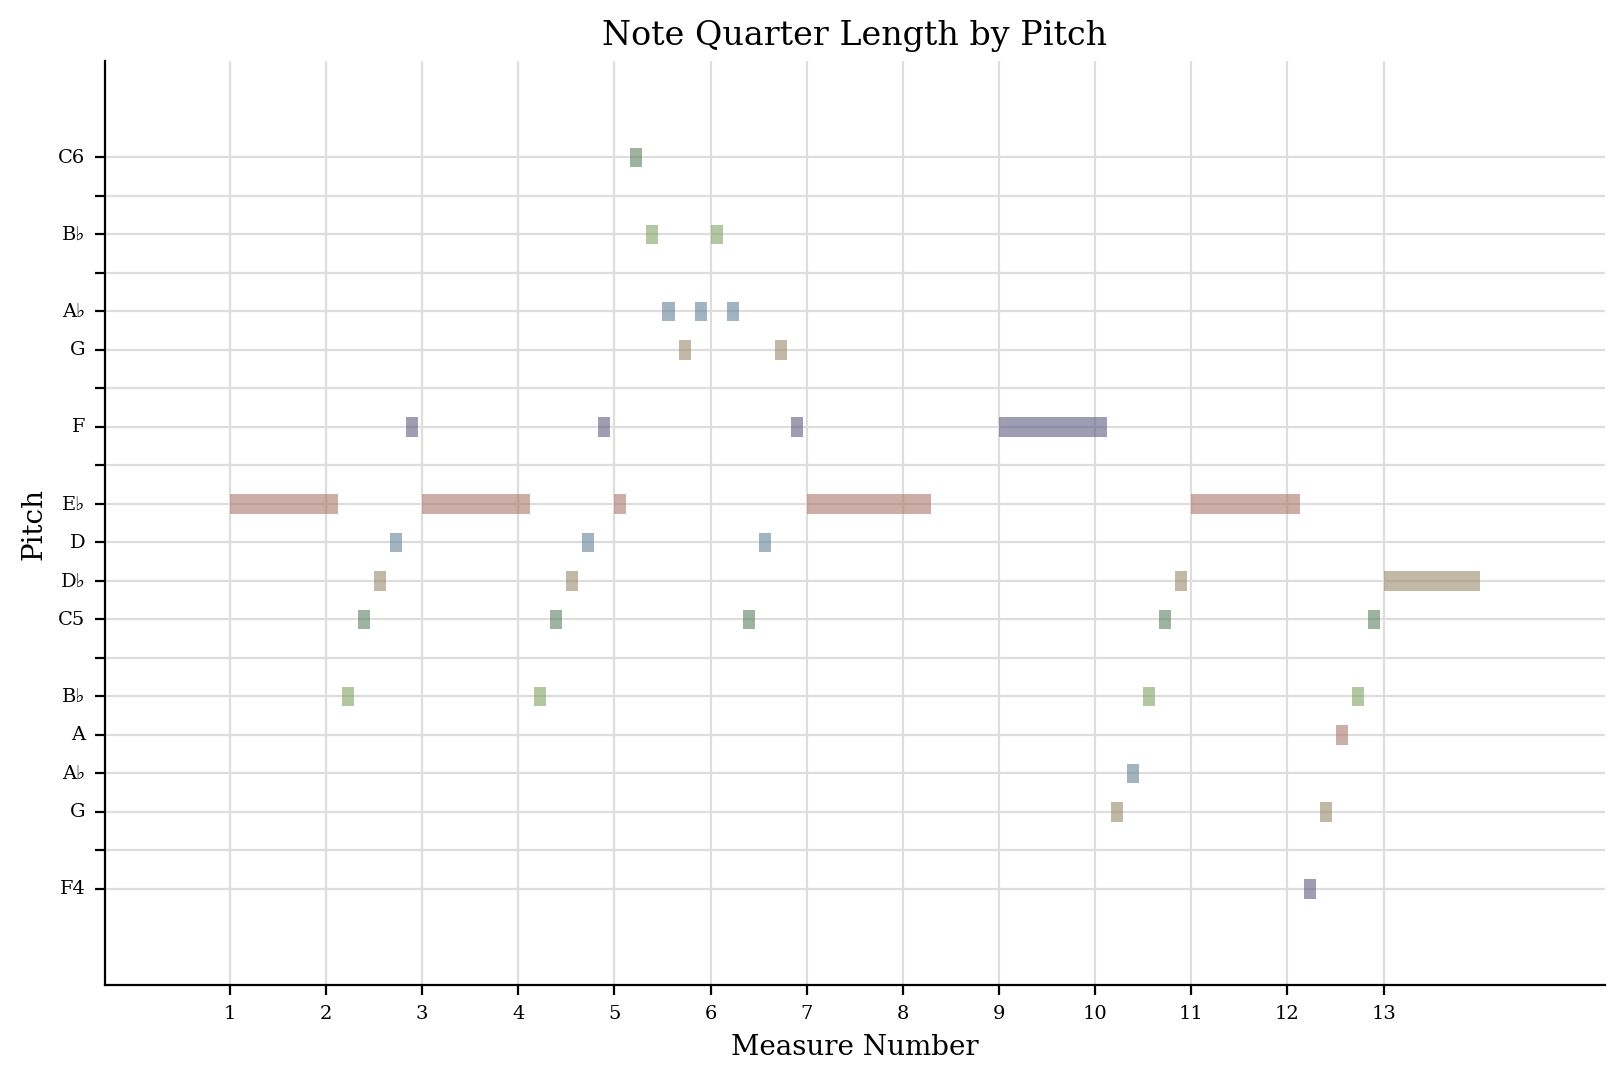 Note Quarter Length by Pitch
C6
B♭
A♭
G
F
E♭
D
D♭
C5
B♭
A
A♭
G
F4
Pitch
1 2 3 4 5 6 7 8 9 10 11 12 13
Measure Number